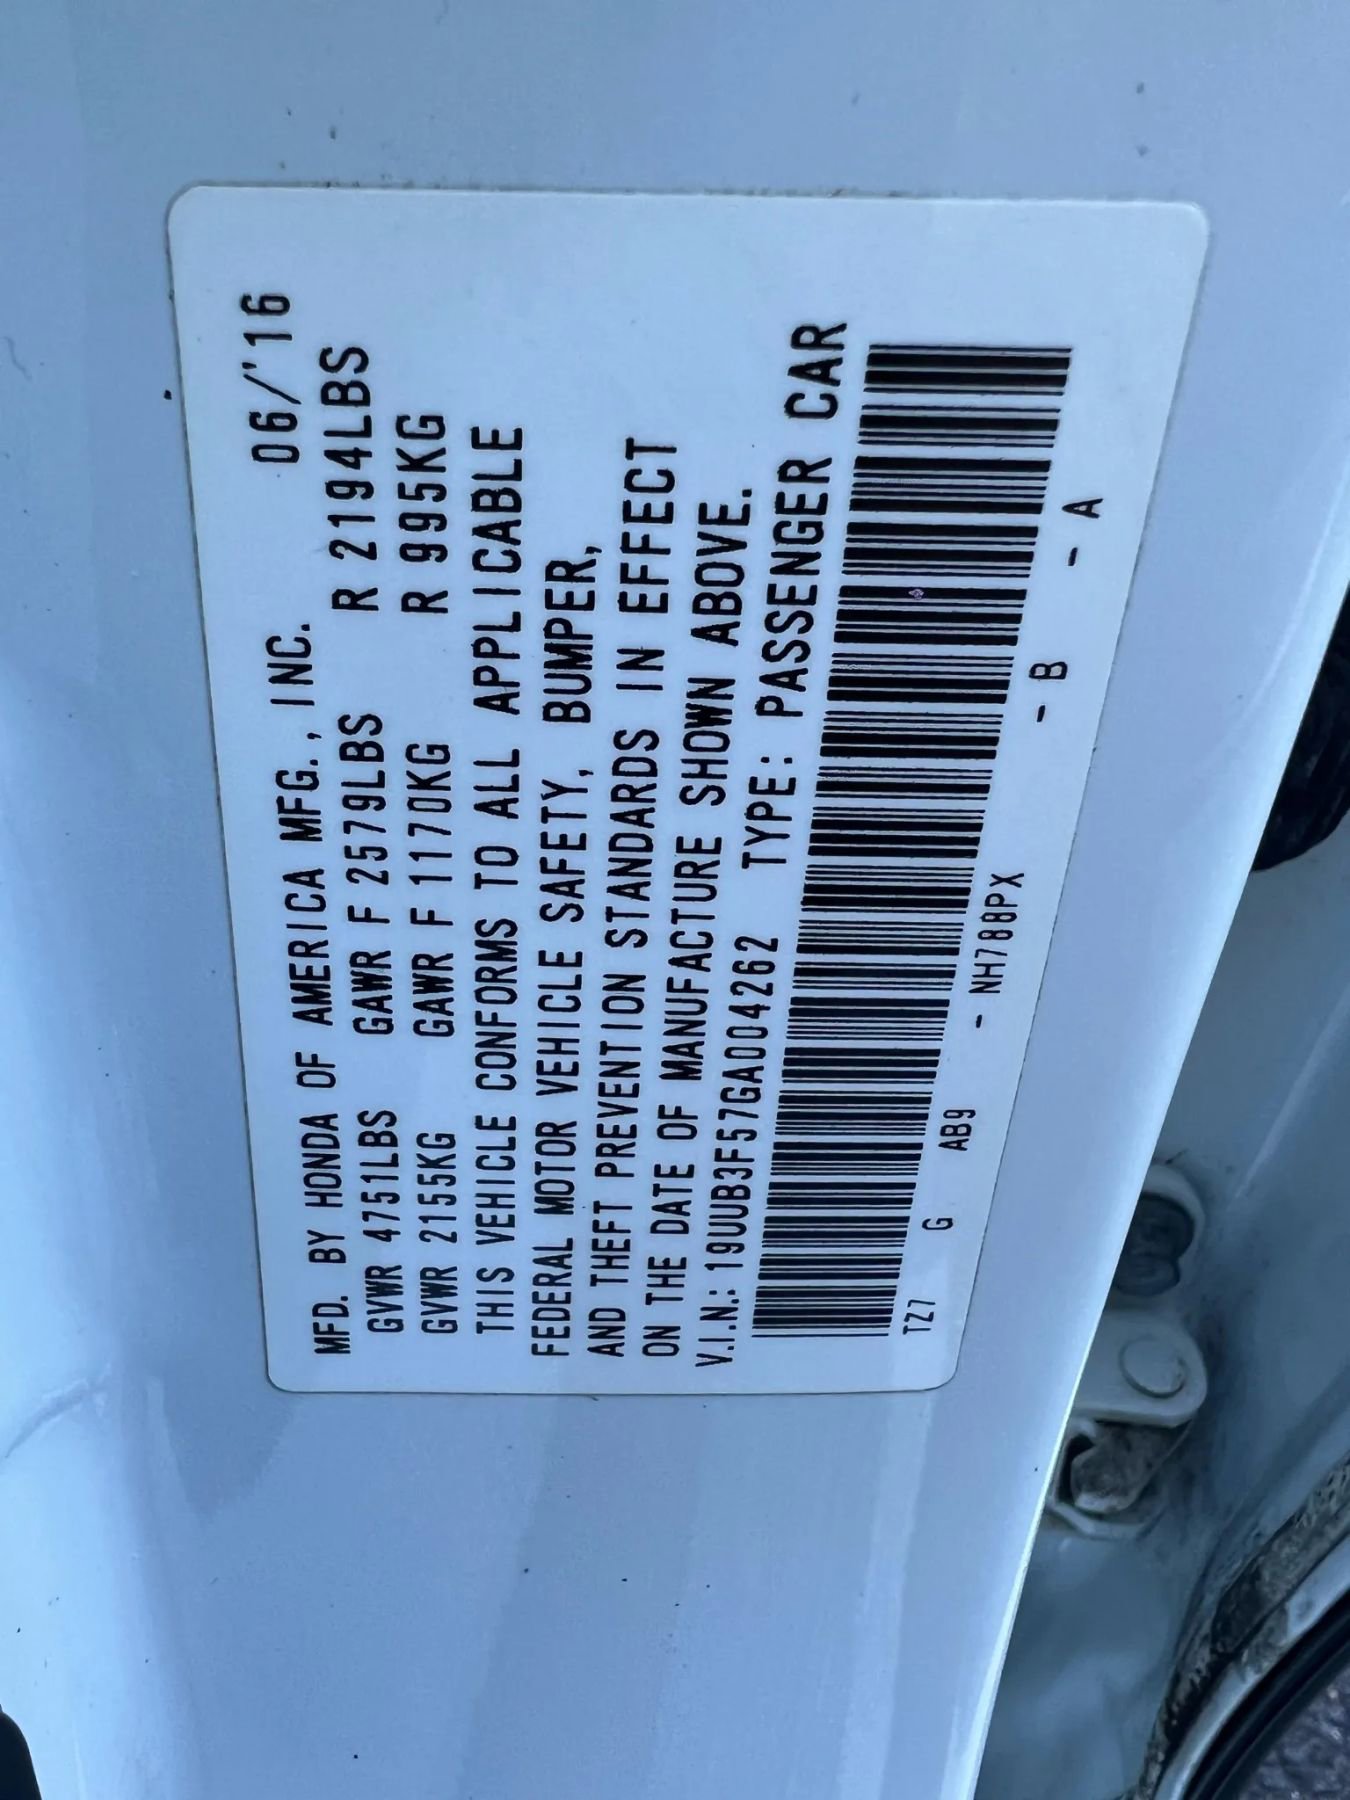 MFD. BY HONDA OF AMERICA MFG., INC. 06/'16
GVWR 4751LBS GAWR F 2579LBS R 2194LBS
GVWR 2155KG GAWR F 1170KG R 995KG
THIS VEHICLE CONFORMS TO ALL APPLICABLE
FEDERAL MOTOR VEHICLE SAFETY, BUMPER,
AND THEFT PREVENTION STANDARDS IN EFFECT
ON THE DATE OF MANUFACTURE SHOWN ABOVE.
V.I.N.: 19UUB3F57GA004262 TYPE: PASSENGER CAR
TZ7 G AB9 - NH788PX - B - A